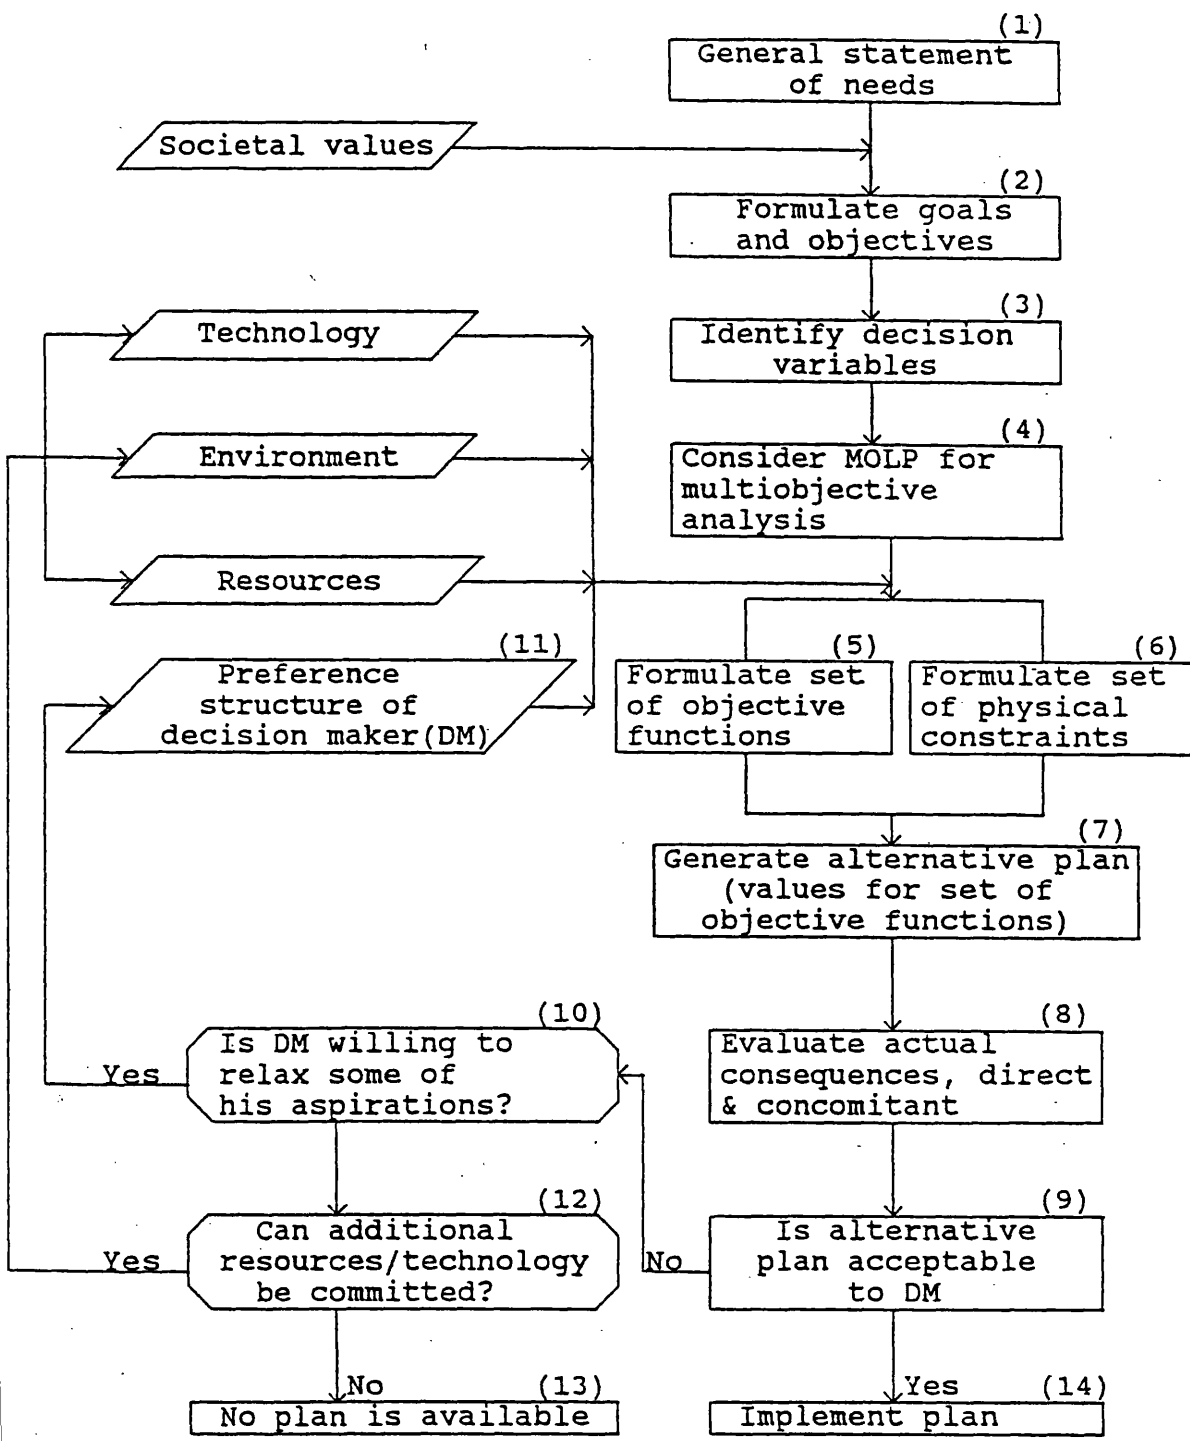 (1)
General statement
of needs
Societal values
(2)
Formulate goals
and objectives
(3)
Technology
Identify decision
variables
(4)
Environment
Consider MOLP for
multiobjective
analysis
Resources
(11)
Preference
structure of
decision maker(DM)
(5)
Formulate set
of objective
functions
(6)
Formulate set
of physical
constraints
(7)
Generate alternative plan
(values for set of
objective functions)
(8)
Evaluate actual
consequences, direct
& concomitant
(10)
Is DM willing to
relax some of
his aspirations?
Yes
(9)
Is alternative
plan acceptable
to DM
No
(12)
Can additional
resources/technology
be committed?
Yes
No
(13)
No plan is available
Yes
(14)
Implement plan